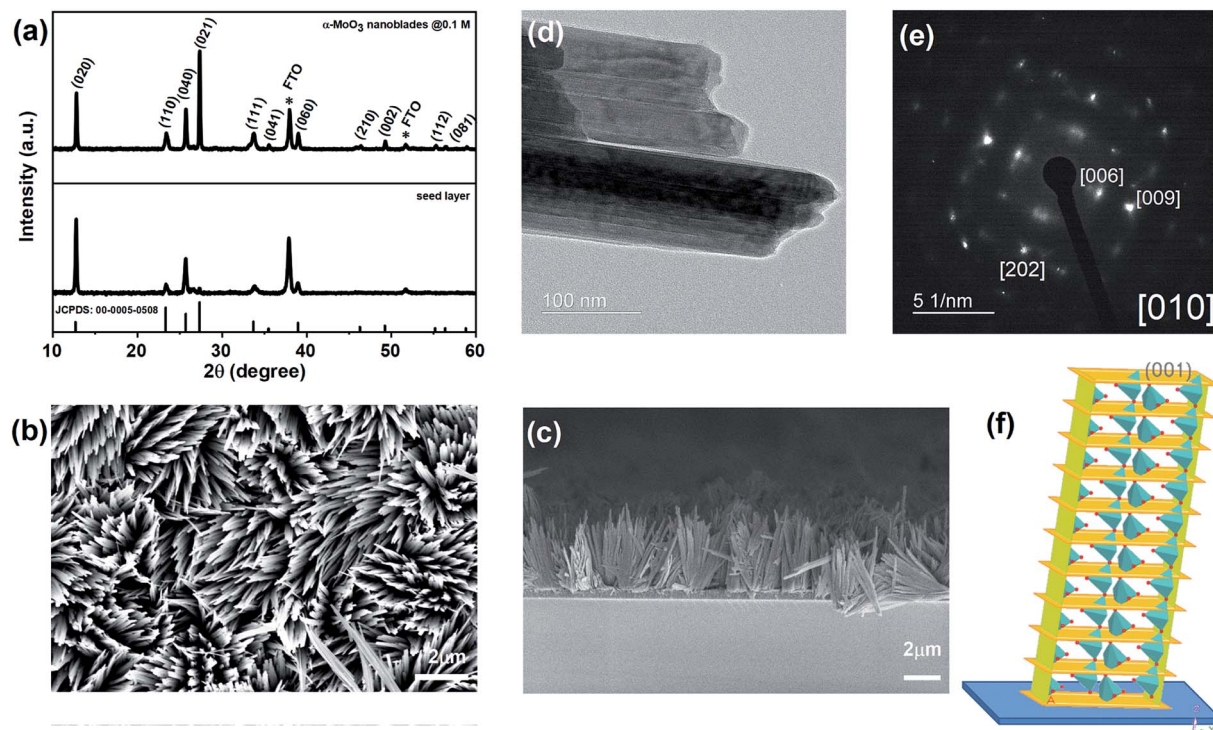 (a)
α-MoO₃ nanoblades @0.1 M
(020)
(110)
(040)
(021)
(111)
(041)
* FTO
(060)
(210)
(002)
* FTO
(112)
(081)
seed layer
JCPDS: 00-0005-0508
Intensity (a.u.)
10 20 30 40 50 60
2θ (degree)
(d)
100 nm
(e)
[006]
[009]
[202]
5 1/nm
[010]
(b)
2μm
(c)
2μm
(f)
(001)
A